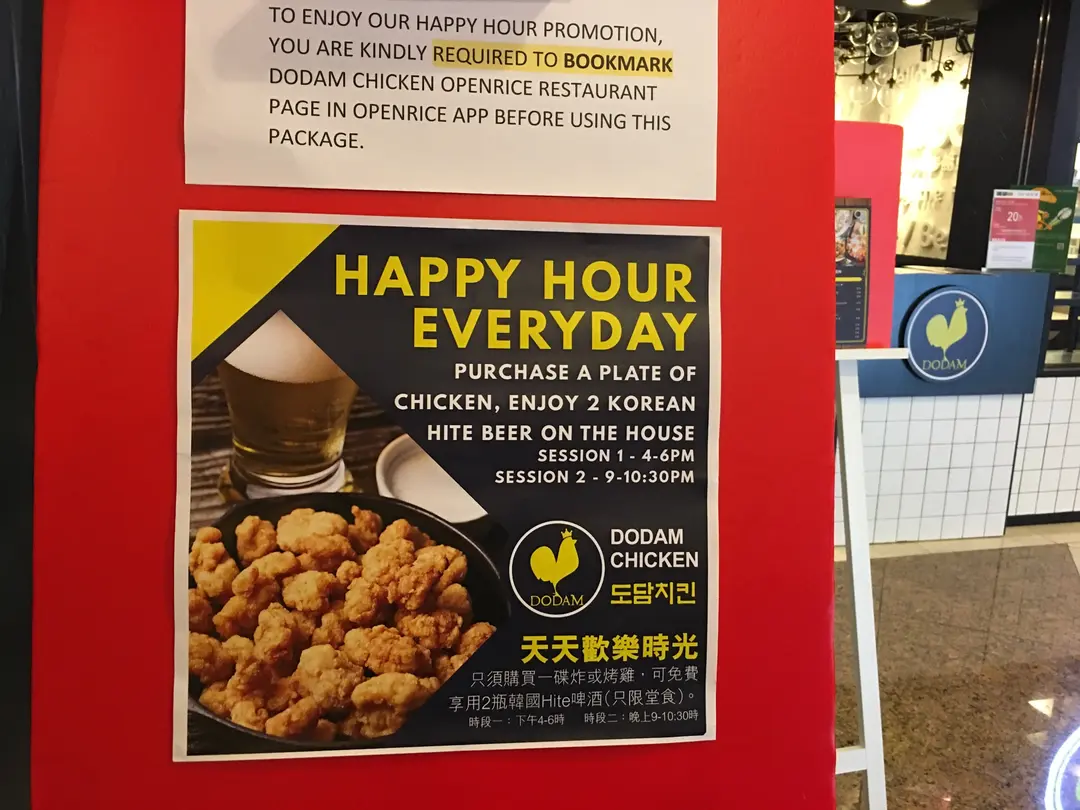 TO ENJOY OUR HAPPY HOUR PROMOTION,
YOU ARE KINDLY REQUIRED TO BOOKMARK
DODAM CHICKEN OPENRICE RESTAURANT
PAGE IN OPENRICE APP BEFORE USING THIS
PACKAGE.
HAPPY HOUR
EVERYDAY
PURCHASE A PLATE OF
CHICKEN, ENJOY 2 KOREAN
HITE BEER ON THE HOUSE
SESSION 1 - 4-6PM
SESSION 2 - 9-10:30PM
DODAM
DODAM
CHICKEN
도담치킨
天天歡樂時光
只須購買一碟炸或烤雞，可免費
享用2瓶韓國Hite啤酒(只限堂食)。
時段一：下午4-6時 時段二：晚上9-10:30時
DODAM
20